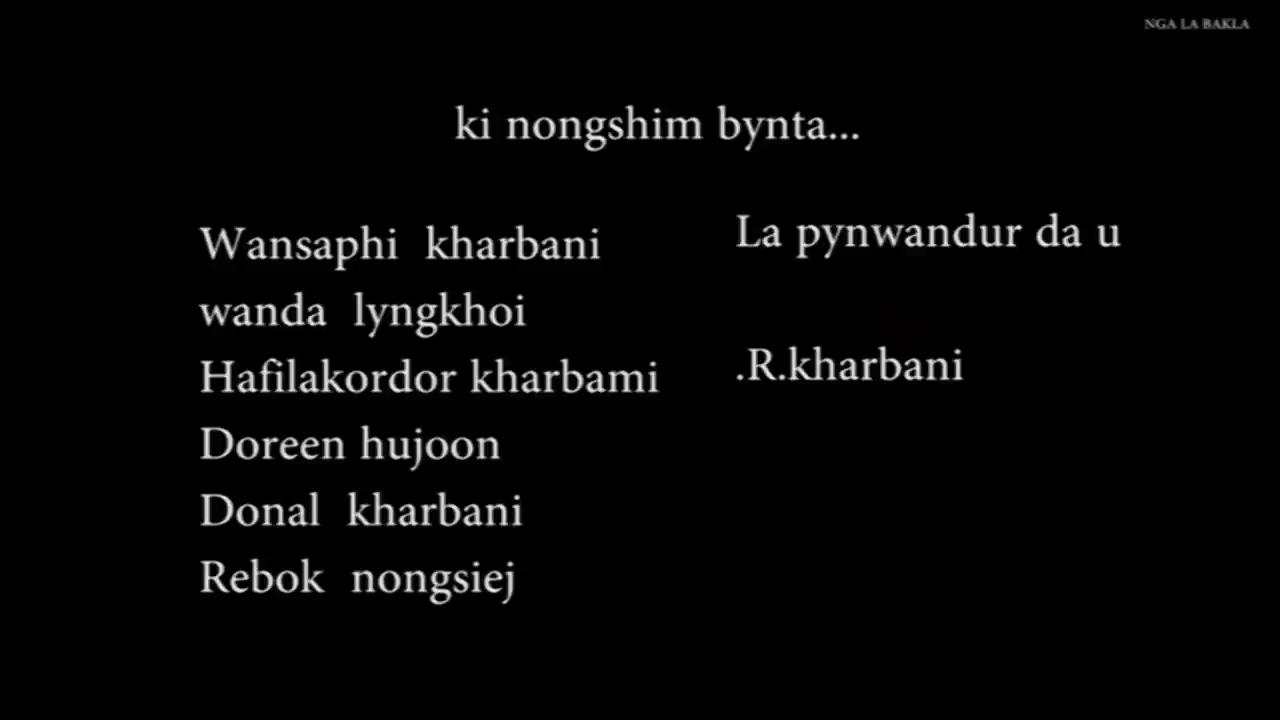 NGA LA BAKLA
ki nongshim bynta...
Wansaphi kharbani
wanda lyngkhoi
Hafilakordor kharbami
Doreen hujoon
Donal kharbani
Rebok nongsiej
La pynwandur da u
.R.kharbani